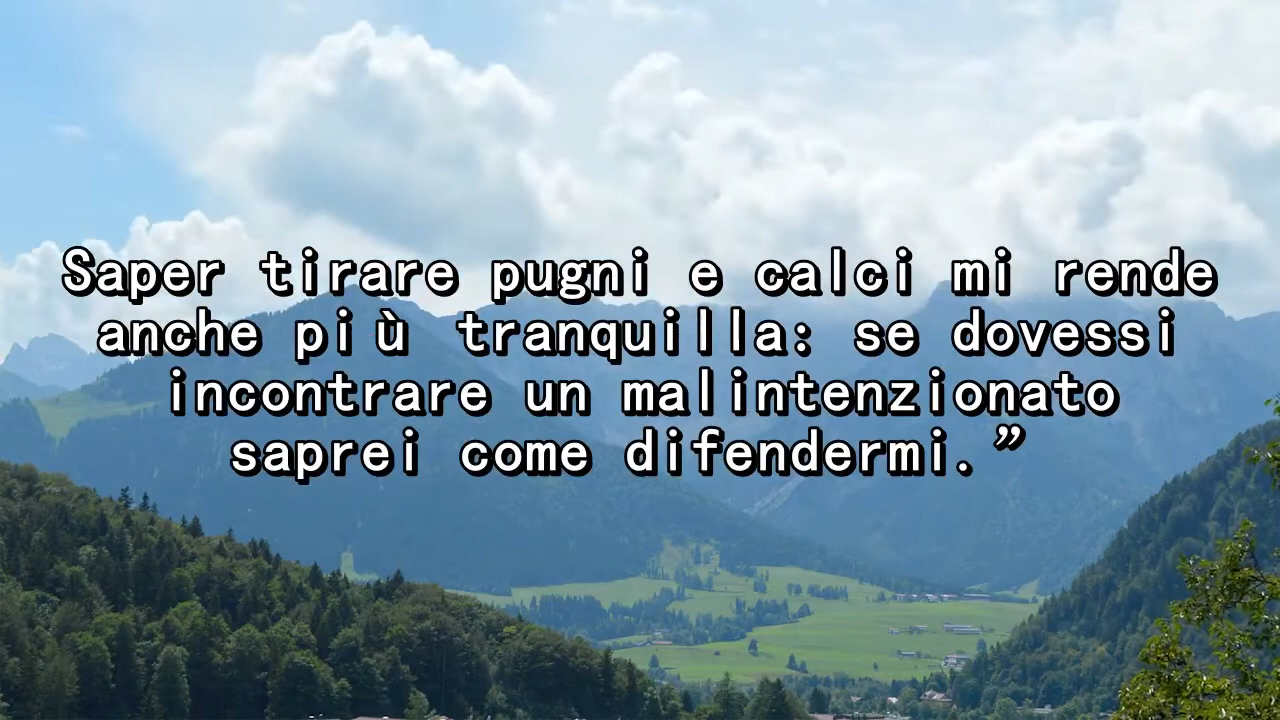 Saper tirare pugni e calci mi rende
anche più tranquilla: se dovessi
incontrare un malintenzionato
saprei come difendermi.”